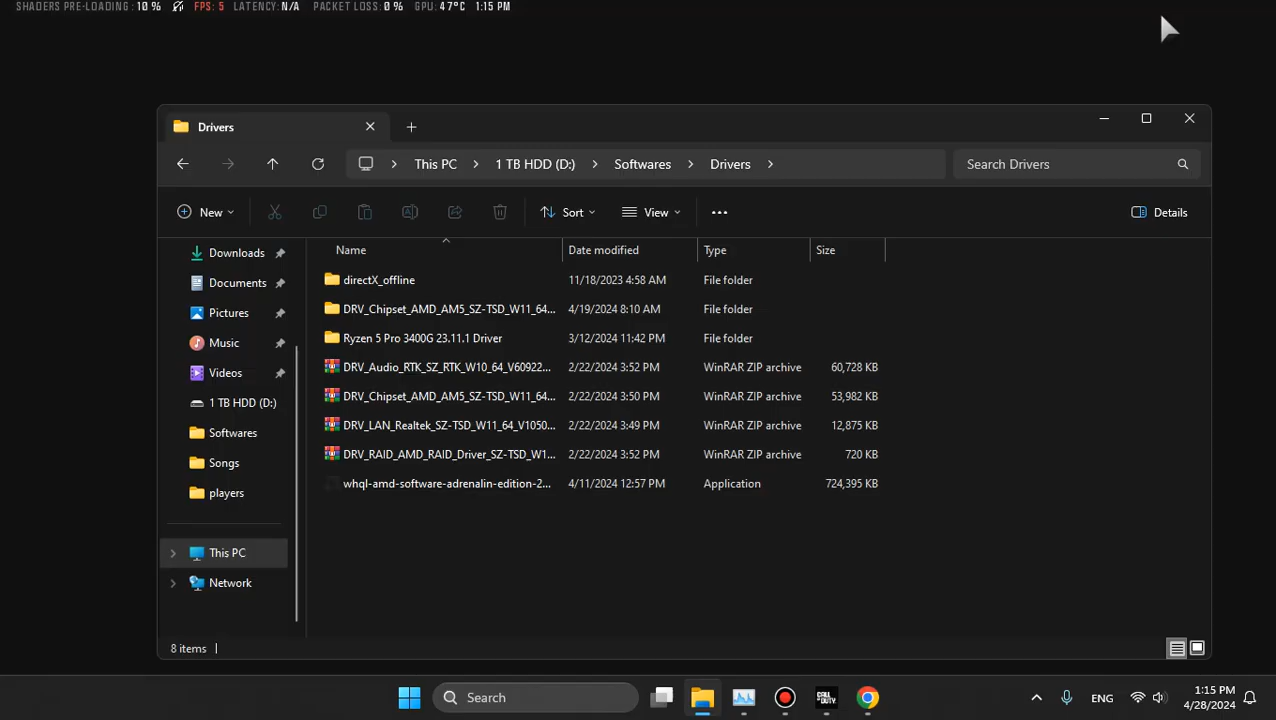 SHADERS PRE-LOADING : 10 % FPS: 5 LATENCY: N/A PACKET LOSS: 0 % GPU: 47°C 1:15 PM
Drivers
This PC > 1 TB HDD (D:) > Softwares > Drivers >
Search Drivers
New
Sort
View
Details
Name Date modified Type Size
Downloads
Documents
Pictures
Music
Videos
1 TB HDD (D:)
Softwares
Songs
players
This PC
Network
directX_offline 11/18/2023 4:58 AM File folder
DRV_Chipset_AMD_AM5_SZ-TSD_W11_64... 4/19/2024 8:10 AM File folder
Ryzen 5 Pro 3400G 23.11.1 Driver 3/12/2024 11:42 PM File folder
DRV_Audio_RTK_SZ_RTK_W10_64_V60922... 2/22/2024 3:52 PM WinRAR ZIP archive 60,728 KB
DRV_Chipset_AMD_AM5_SZ-TSD_W11_64... 2/22/2024 3:50 PM WinRAR ZIP archive 53,982 KB
DRV_LAN_Realtek_SZ-TSD_W11_64_V1050... 2/22/2024 3:49 PM WinRAR ZIP archive 12,875 KB
DRV_RAID_AMD_RAID_Driver_SZ-TSD_W1... 2/22/2024 3:52 PM WinRAR ZIP archive 720 KB
whql-amd-software-adrenalin-edition-2... 4/11/2024 12:57 PM Application 724,395 KB
8 items
Search
CALL OF DUTY
ENG
1:15 PM
4/28/2024